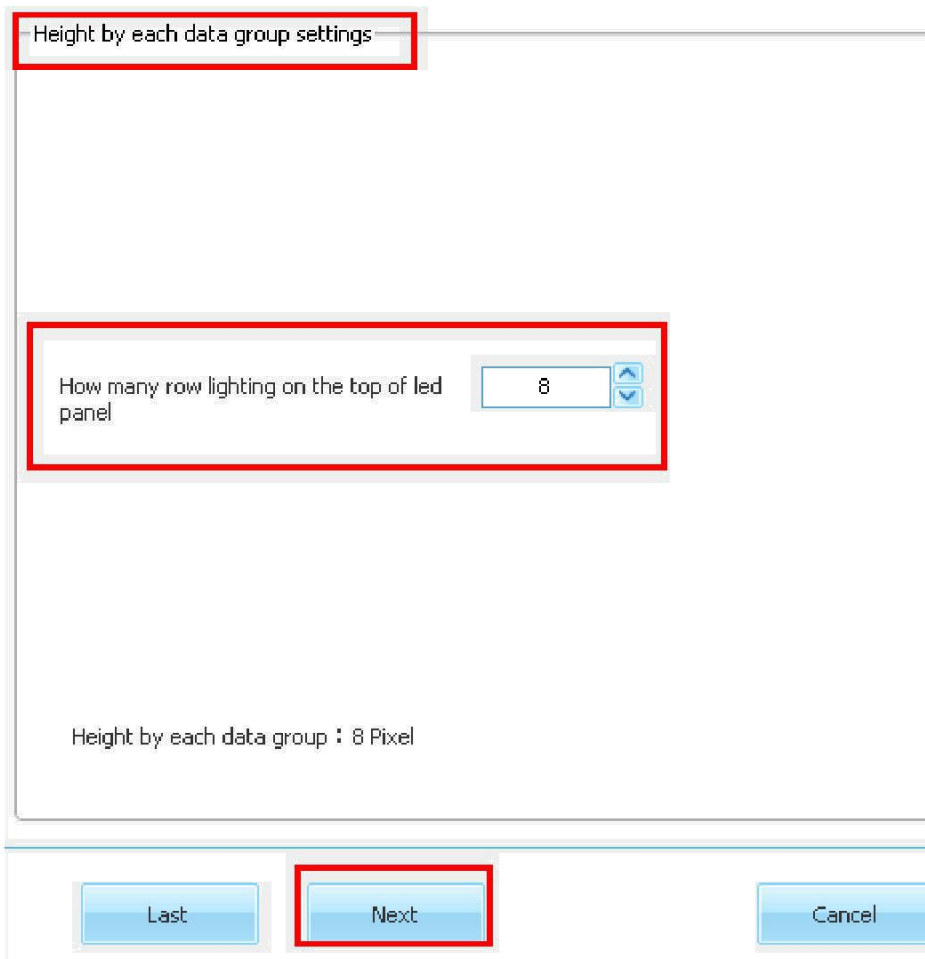 Height by each data group settings
How many row lighting on the top of led
panel
8
Height by each data group：8 Pixel
Last
Next
Cancel